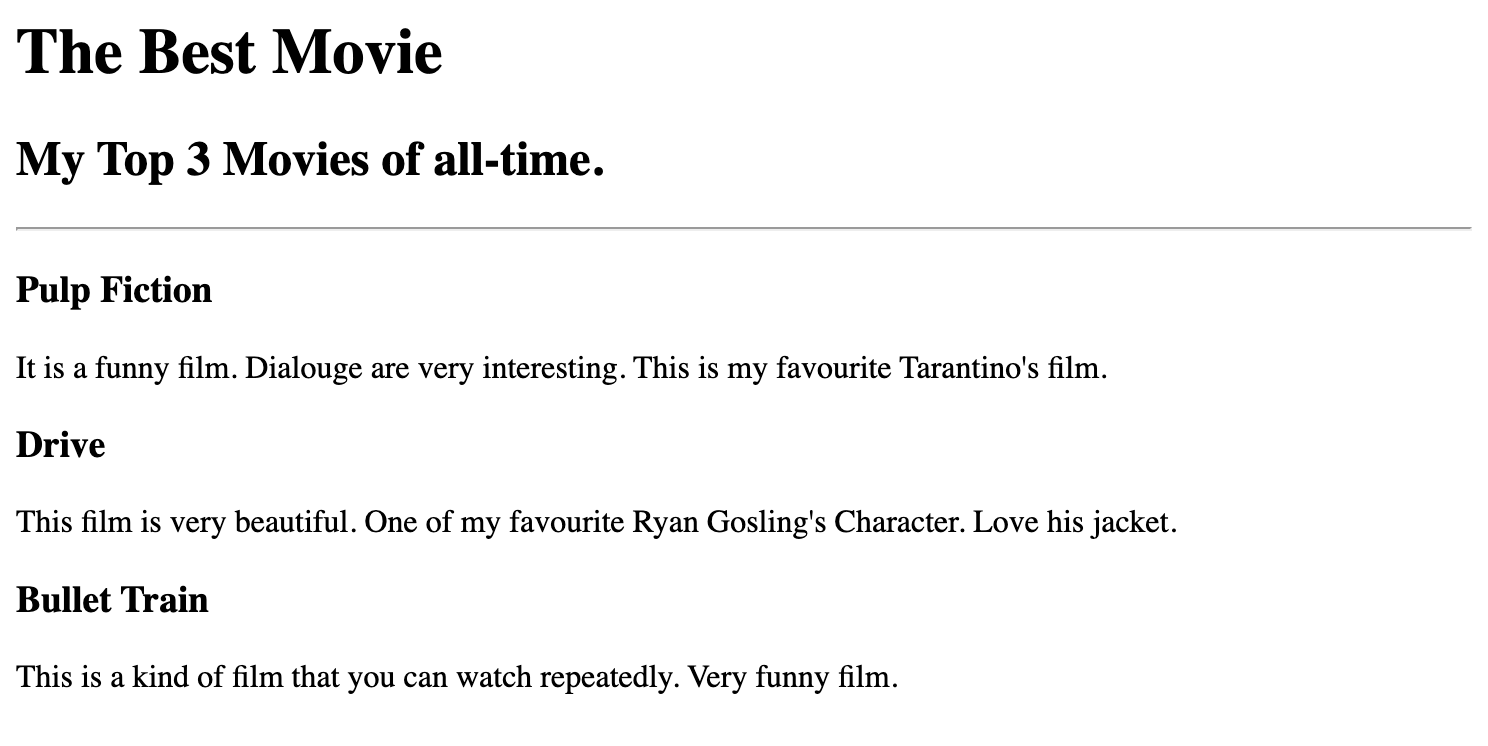 The Best Movie
My Top 3 Movies of all-time.
Pulp Fiction
It is a funny film. Dialouge are very interesting. This is my favourite Tarantino's film.
Drive
This film is very beautiful. One of my favourite Ryan Gosling's Character. Love his jacket.
Bullet Train
This is a kind of film that you can watch repeatedly. Very funny film.